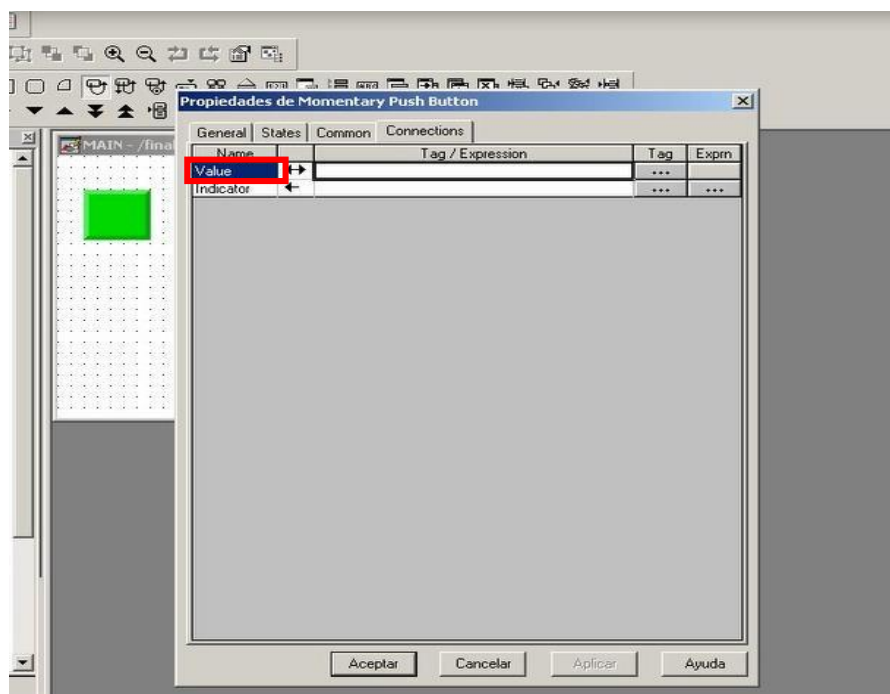 Propiedades de Momentary Push Button
MAIN - /final
General States Common Connections
Name Tag / Expression Tag Exprn
Value ...
Indicator ... ...
Aceptar Cancelar Aplicar Ayuda